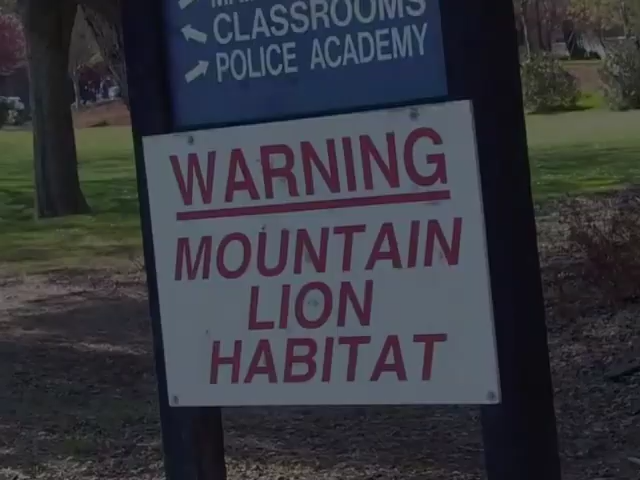 CLASSROOMS
POLICE ACADEMY
WARNING
MOUNTAIN
LION
HABITAT